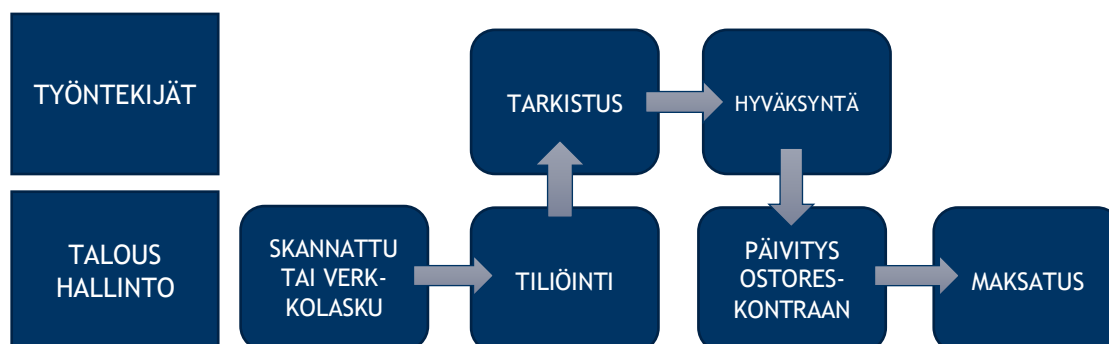 TYÖNTEKIJÄT
TARKISTUS
HYVÄKSYNTÄ
TALOUS
HALLINTO
SKANNATTU
TAI VERK-
KOLASKU
TILIÖINTI
PÄIVITYS
OSTORES-
KONTRAAN
MAKSATUS